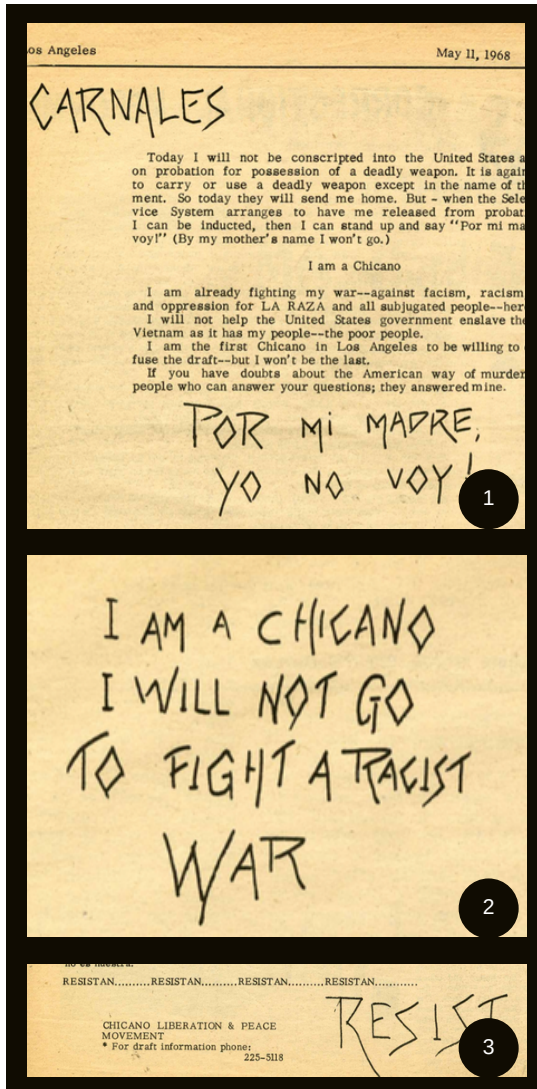 os Angeles May 11, 1968
CARNALES
Today I will not be conscripted into the United States a
on probation for possession of a deadly weapon. It is agair
to carry or use a deadly weapon except in the name of th
ment. So today they will send me home. But - when the Sele
vice System arranges to have me released from probat
I can be inducted, then I can stand up and say "Por mi ma
voy!" (By my mother's name I won't go.)
I am a Chicano
I am already fighting my war--against facism, racism
and oppression for LA RAZA and all subjugated people--her
I will not help the United States government enslave the
Vietnam as it has my people--the poor people.
I am the first Chicano in Los Angeles to be willing to
fuse the draft--but I won't be the last.
If you have doubts about the American way of murder
people who can answer your questions; they answered mine.
POR Mi MADRE,
YO NO VOY!
1
I AM A CHICANO
I WILL NOT GO
TO FIGHT A RACIST
WAR
2
no es nuestra.
RESISTAN..........RESISTAN..........RESISTAN..........RESISTAN............
RESIST
CHICANO LIBERATION & PEACE
MOVEMENT
* For draft information phone:
225-5118
3